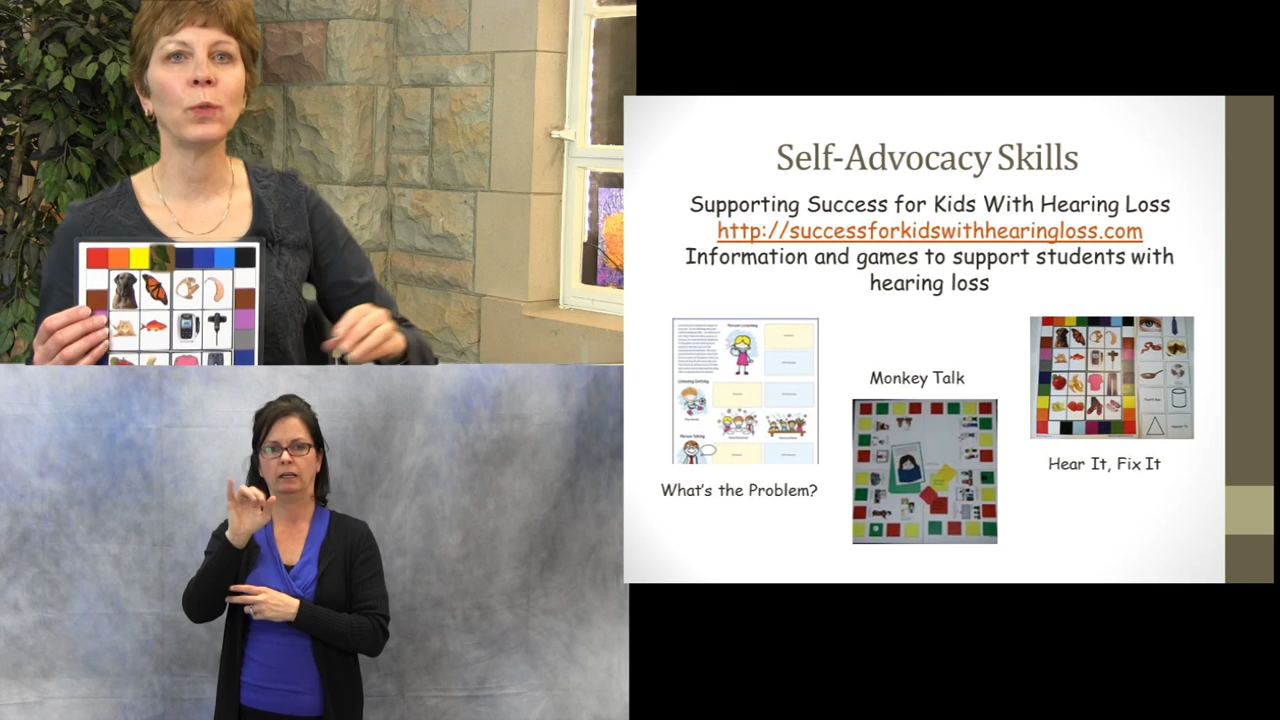 Self-Advocacy Skills
Supporting Success for Kids With Hearing Loss
http://successforkidswithhearingloss.com
Information and games to support students with
hearing loss
Monkey Talk
Hear It, Fix It
What's the Problem?